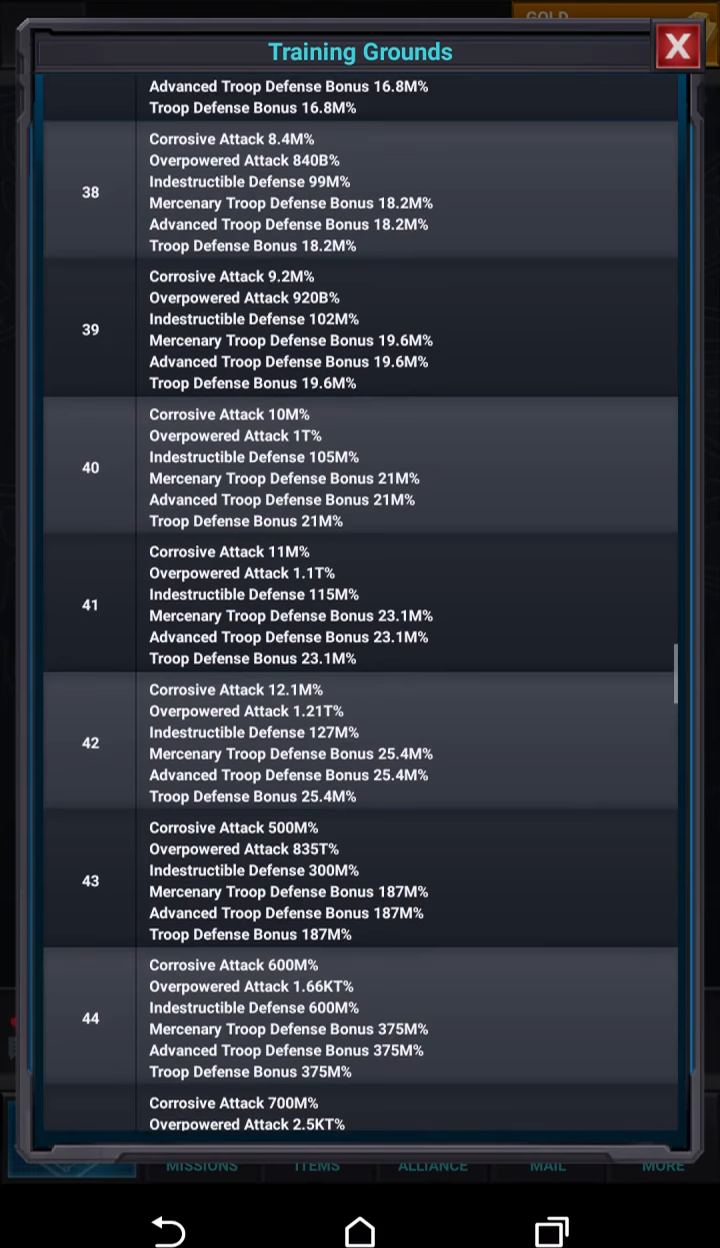 GOLD
Training Grounds
X
Advanced Troop Defense Bonus 16.8M%
Troop Defense Bonus 16.8M%
38
Corrosive Attack 8.4M%
Overpowered Attack 840B%
Indestructible Defense 99M%
Mercenary Troop Defense Bonus 18.2M%
Advanced Troop Defense Bonus 18.2M%
Troop Defense Bonus 18.2M%
39
Corrosive Attack 9.2M%
Overpowered Attack 920B%
Indestructible Defense 102M%
Mercenary Troop Defense Bonus 19.6M%
Advanced Troop Defense Bonus 19.6M%
Troop Defense Bonus 19.6M%
40
Corrosive Attack 10M%
Overpowered Attack 1T%
Indestructible Defense 105M%
Mercenary Troop Defense Bonus 21M%
Advanced Troop Defense Bonus 21M%
Troop Defense Bonus 21M%
41
Corrosive Attack 11M%
Overpowered Attack 1.1T%
Indestructible Defense 115M%
Mercenary Troop Defense Bonus 23.1M%
Advanced Troop Defense Bonus 23.1M%
Troop Defense Bonus 23.1M%
42
Corrosive Attack 12.1M%
Overpowered Attack 1.21T%
Indestructible Defense 127M%
Mercenary Troop Defense Bonus 25.4M%
Advanced Troop Defense Bonus 25.4M%
Troop Defense Bonus 25.4M%
43
Corrosive Attack 500M%
Overpowered Attack 835T%
Indestructible Defense 300M%
Mercenary Troop Defense Bonus 187M%
Advanced Troop Defense Bonus 187M%
Troop Defense Bonus 187M%
44
Corrosive Attack 600M%
Overpowered Attack 1.66KT%
Indestructible Defense 600M%
Mercenary Troop Defense Bonus 375M%
Advanced Troop Defense Bonus 375M%
Troop Defense Bonus 375M%
Corrosive Attack 700M%
Overpowered Attack 2.5KT%
MISSIONS ITEMS ALLIANCE MAIL MORE